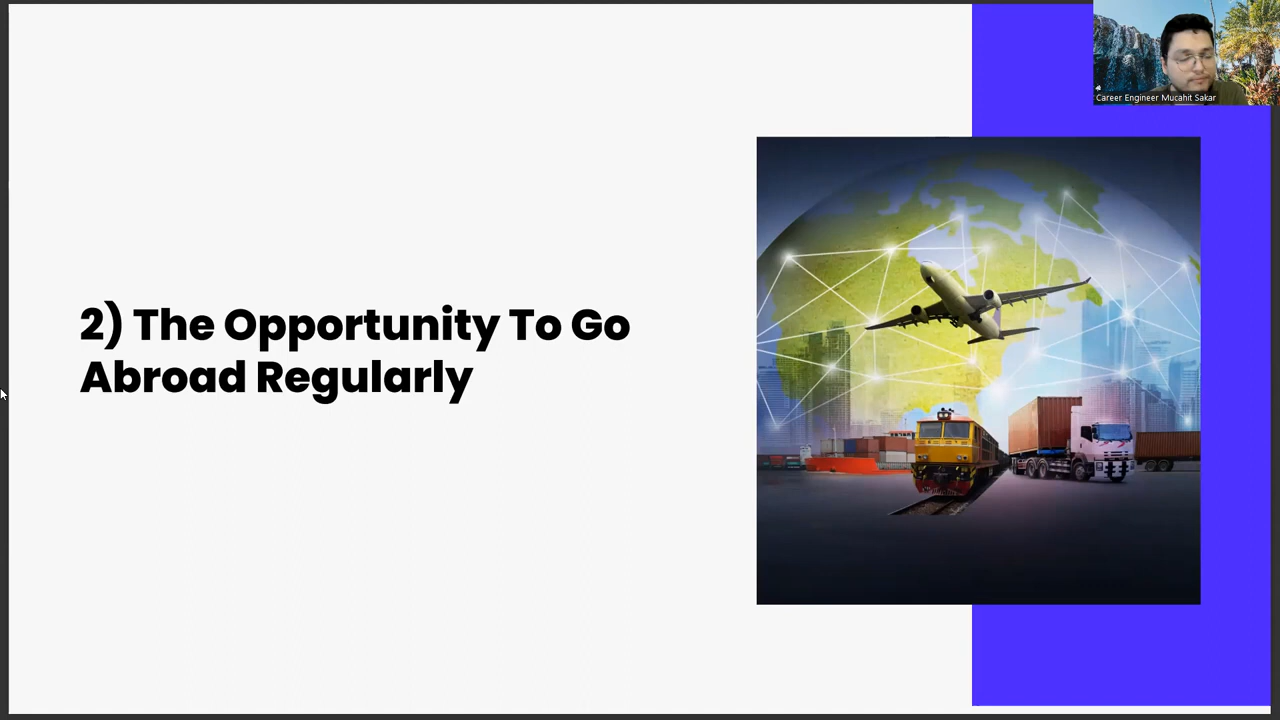 Career Engineer Mucahit Sakar
2) The Opportunity To Go
Abroad Regularly